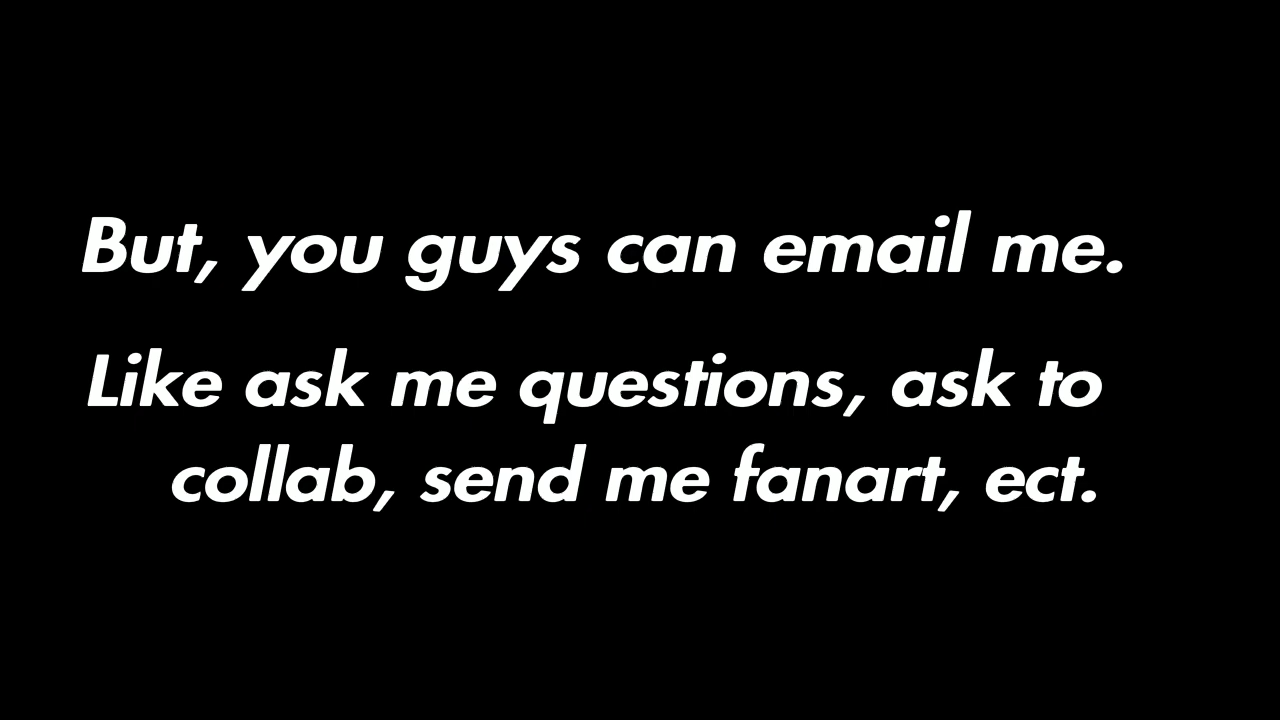 But, you guys can email me.
Like ask me questions, ask to
collab, send me fanart, ect.